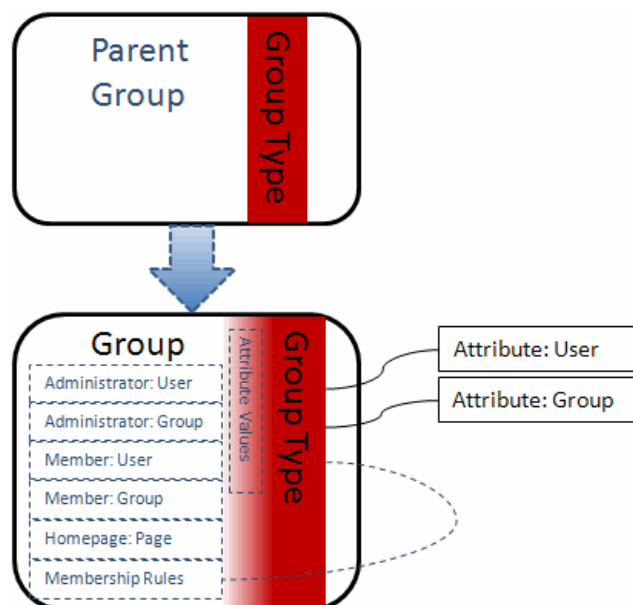 Parent
Group
Group Type
Group
Administrator: User
Administrator: Group
Member: User
Member: Group
Homepage: Page
Membership Rules
Attribute Values
Group Type
Attribute: User
Attribute: Group